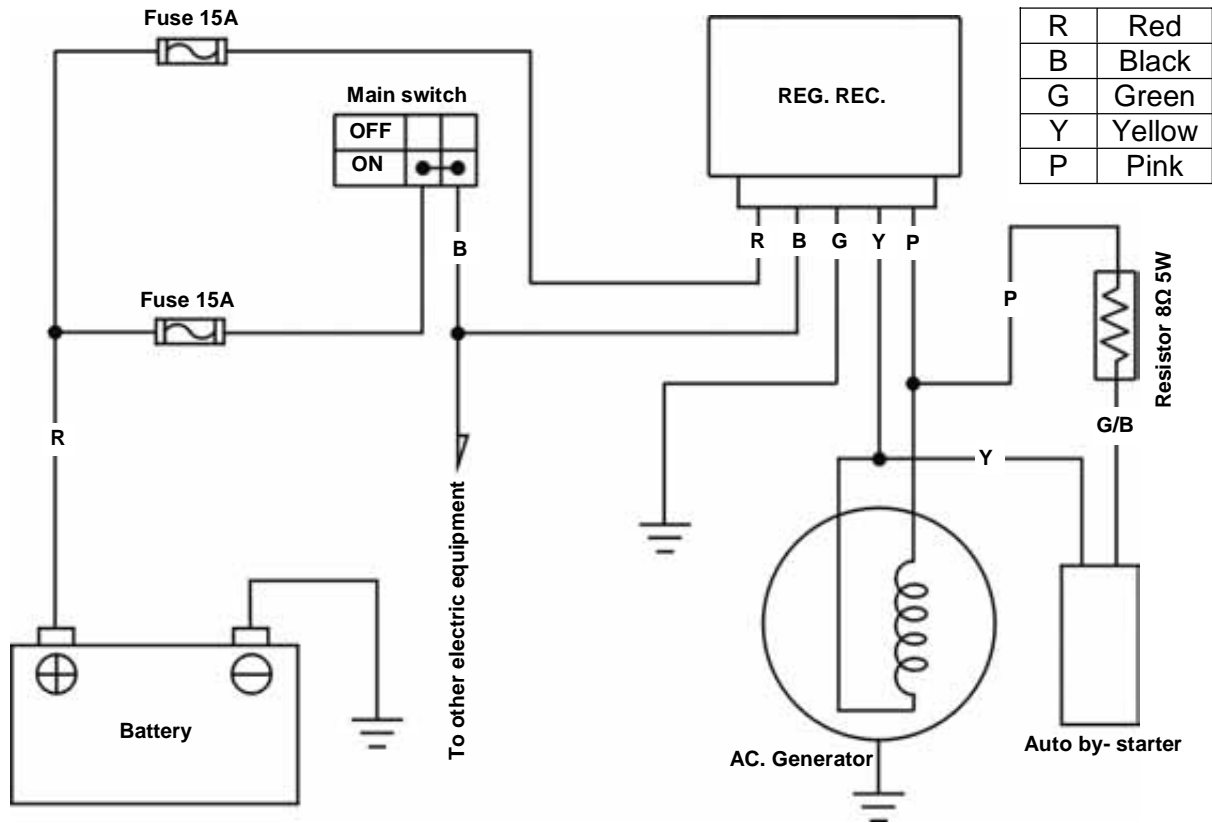 Fuse 15A
R Red
B Black
G Green
Y Yellow
P Pink
REG. REC.
Main switch
OFF
ON
R B G Y P
B
Fuse 15A
P
Resistor 8Ω 5W
R
G/B
Y
To other electric equipment
Battery
AC. Generator
Auto by- starter